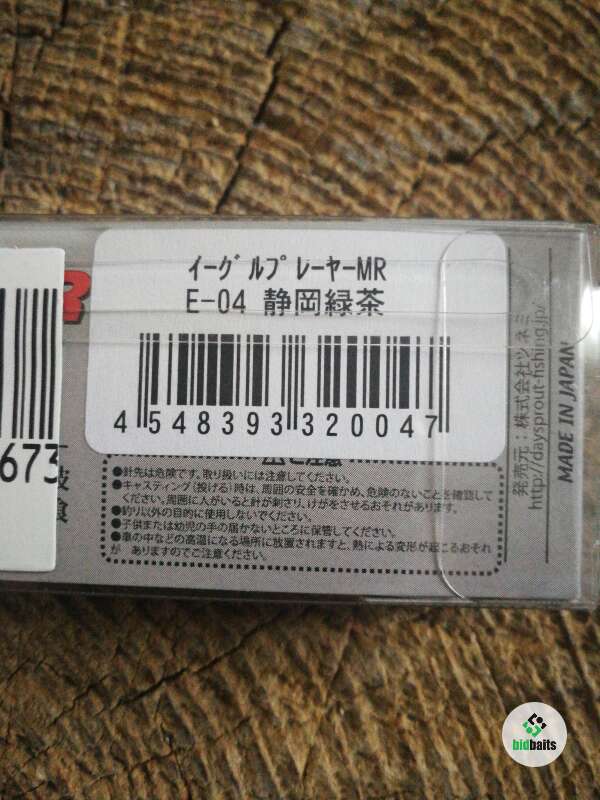 R
673
ｲｰｸﾞﾙﾌﾟﾚｰﾔｰMR
E-04 静岡緑茶
4 548393 320047
ご注意
●針先は危険です。取り扱いには注意してください。
●キャスティング(投げる)時は、周囲の安全を確かめ、危険のないことを確認して
ください。周囲に人がいると針が刺さり、けがをさせるおそれがあります。
●釣り以外の目的に使用しないでください。
●子供または幼児の手の届かないところに保管してください。
●車の中などの高温になる場所に放置されますと、熱による変形が起こるおそれ
が ありますのでご注意ください。
発売元：株式会社ツネミ
http://daysprout-fishing.jp/
MADE IN JAPAN
bidbaits